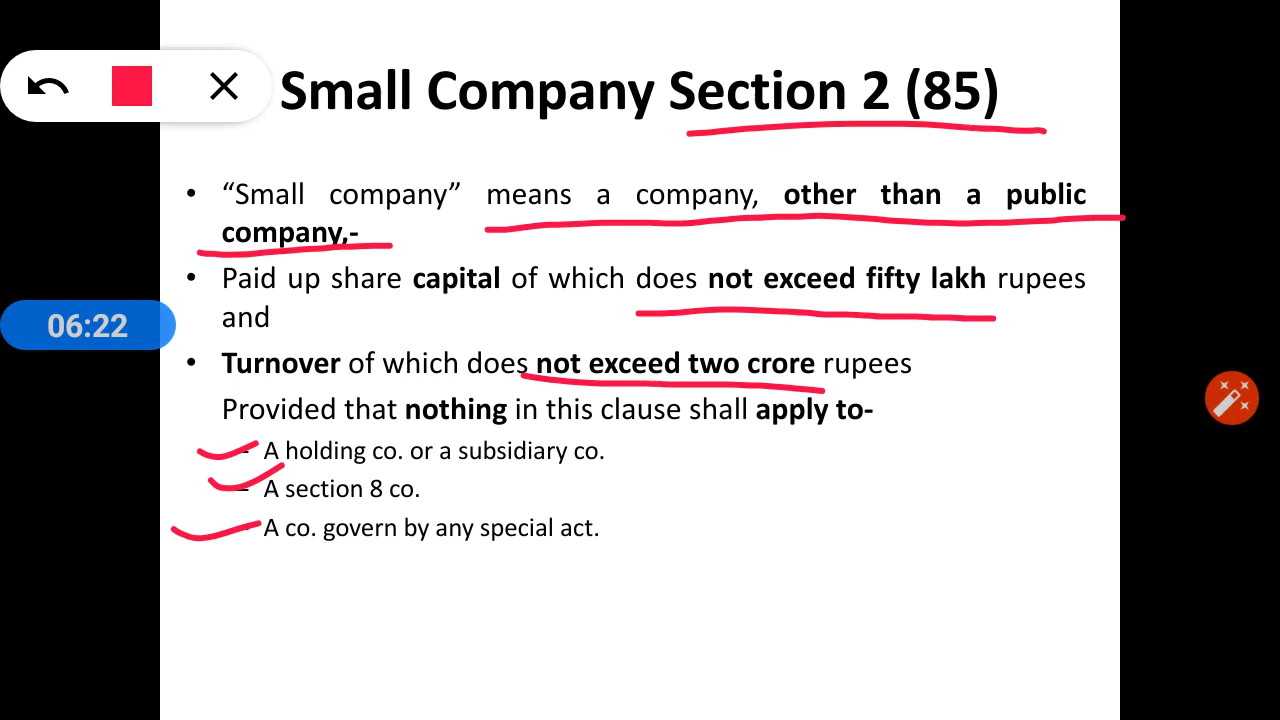 Small Company Section 2 (85)
• “Small company” means a company, other than a public
company,-
• Paid up share capital of which does not exceed fifty lakh rupees
and
06:22
• Turnover of which does not exceed two crore rupees
Provided that nothing in this clause shall apply to-
– A holding co. or a subsidiary co.
– A section 8 co.
– A co. govern by any special act.